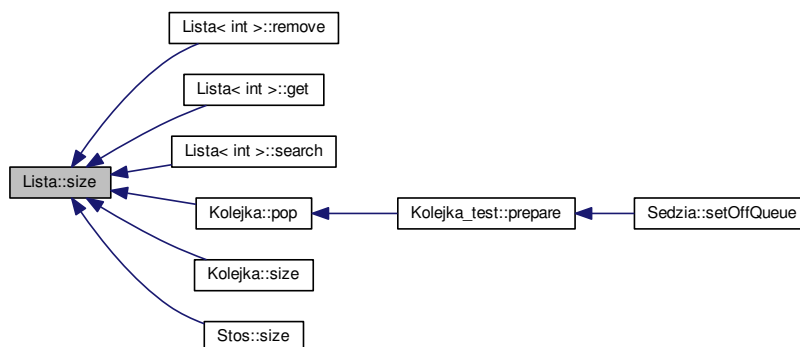 Lista< int >::remove
Lista< int >::get
Lista< int >::search
Lista::size
Kolejka::pop
Kolejka_test::prepare
Sedzia::setOffQueue
Kolejka::size
Stos::size